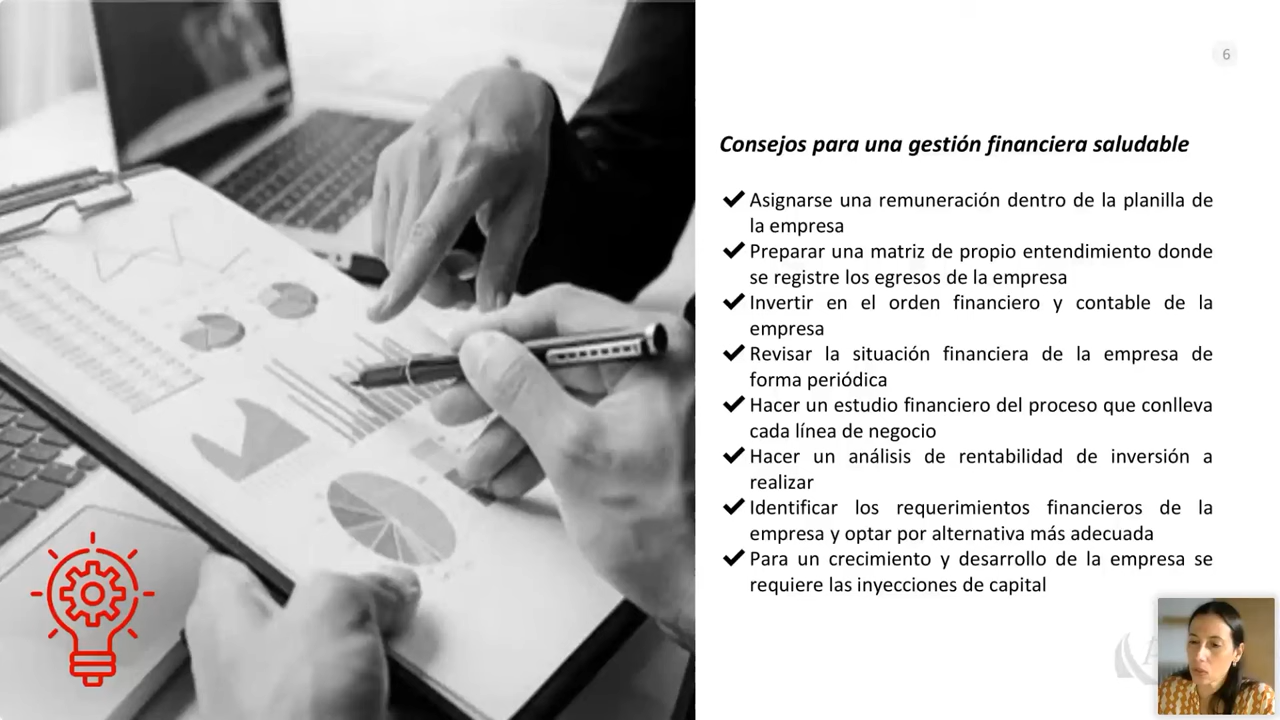 6
Consejos para una gestión financiera saludable
✔Asignarse una remuneración dentro de la planilla de
la empresa
✔Preparar una matriz de propio entendimiento donde
se registre los egresos de la empresa
✔Invertir en el orden financiero y contable de la
empresa
✔Revisar la situación financiera de la empresa de
forma periódica
✔Hacer un estudio financiero del proceso que conlleva
cada línea de negocio
✔Hacer un análisis de rentabilidad de inversión a
realizar
✔Identificar los requerimientos financieros de la
empresa y optar por alternativa más adecuada
✔Para un crecimiento y desarrollo de la empresa se
requiere las inyecciones de capital